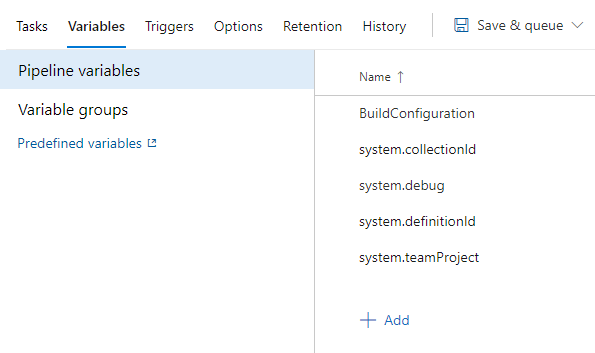 Tasks Variables Triggers Options Retention History Save & queue
Pipeline variables
Variable groups
Predefined variables
Name ↑
BuildConfiguration
system.collectionId
system.debug
system.definitionId
system.teamProject
+ Add